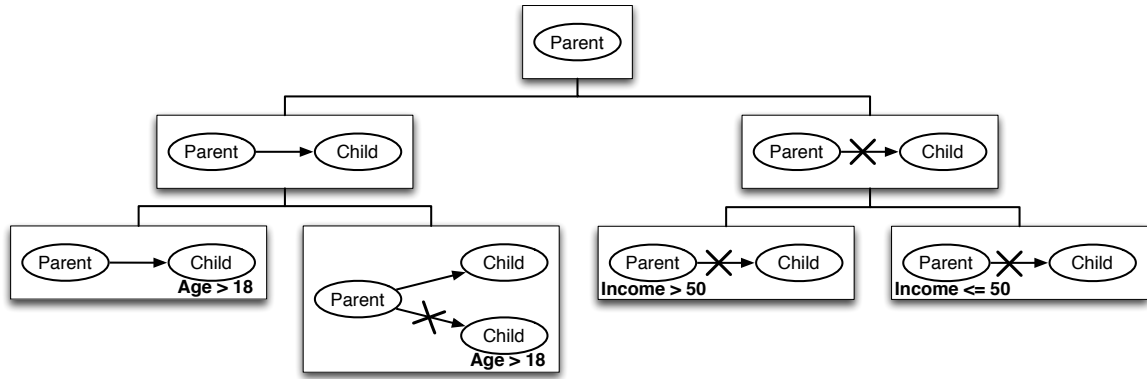 Parent
Parent Child
Parent Child
Parent Child
Age > 18
Child
Parent
Child
Age > 18
Parent Child
Income > 50
Parent Child
Income <= 50